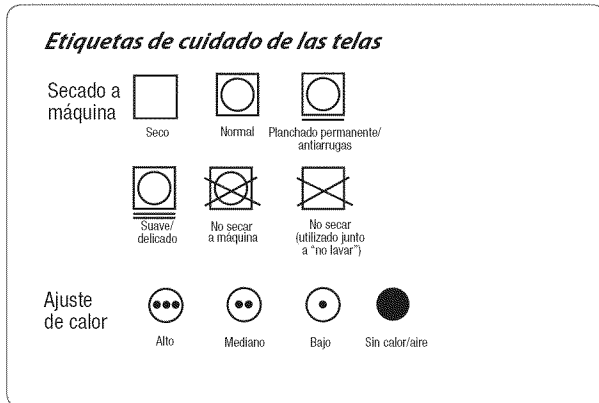 Etiquetas de cuidado de las telas
Secado a
máquina
Seco
Normal
Planchado permanente/
antiarrugas
Suave/
delicado
No secar
a máquina
No secar
(utilizado junto
a “no lavar”)
Ajuste
de calor
Alto
Mediano
Bajo
Sin calor/aire